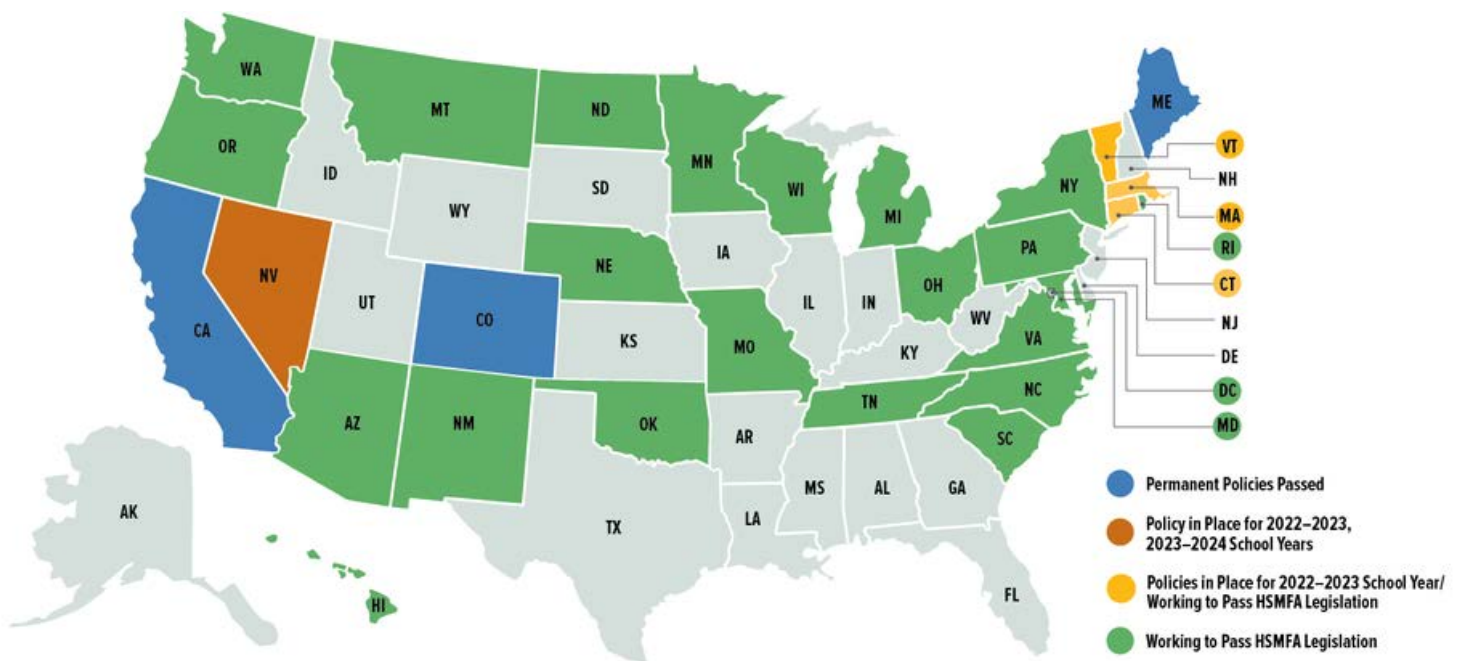 WA
MT
ND
MN
OR
ID
WY
SD
WI
MI
NY
ME
VT
NH
MA
RI
CT
NJ
DE
DC
MD
NV
CA
UT
CO
NE
IA
KS
MO
IL
IN
OH
PA
WV
VA
KY
NC
TN
SC
AZ
NM
OK
AR
TX
LA
MS
AL
GA
FL
AK
HI
Permanent Policies Passed
Policy in Place for 2022–2023,
2023–2024 School Years
Policies in Place for 2022–2023 School Year/
Working to Pass HSMFA Legislation
Working to Pass HSMFA Legislation